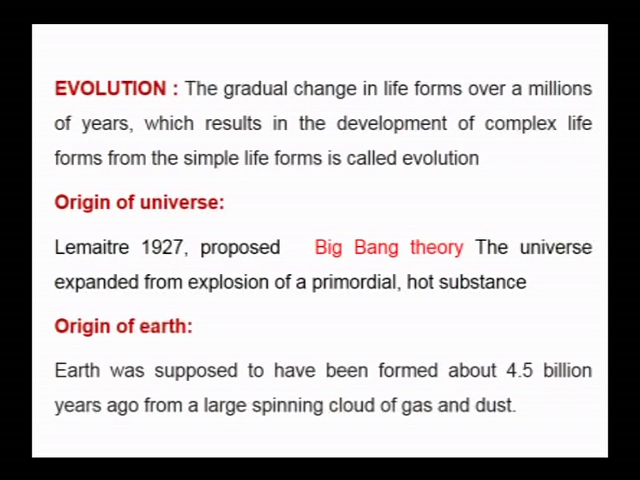 EVOLUTION : The gradual change in life forms over a millions
of years, which results in the development of complex life
forms from the simple life forms is called evolution
Origin of universe:
Lemaitre 1927, proposed Big Bang theory The universe
expanded from explosion of a primordial, hot substance
Origin of earth:
Earth was supposed to have been formed about 4.5 billion
years ago from a large spinning cloud of gas and dust.